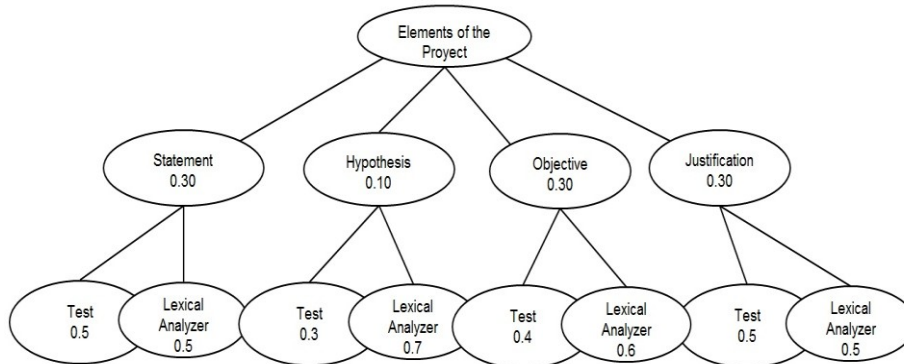 Elements of the
Proyect
Statement
0.30
Hypothesis
0.10
Objective
0.30
Justification
0.30
Test
0.5
Lexical
Analyzer
0.5
Test
0.3
Lexical
Analyzer
0.7
Test
0.4
Lexical
Analyzer
0.6
Test
0.5
Lexical
Analyzer
0.5